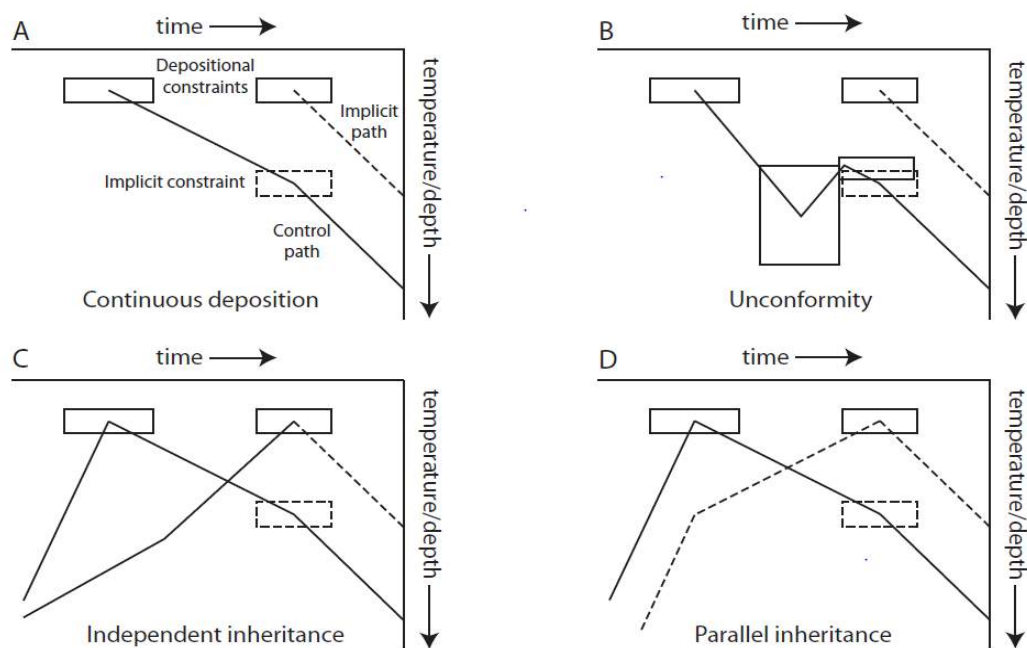 A
time
Depositional
constraints
Implicit
path
Implicit constraint
Control
path
Continuous deposition
temperature/depth
B
time
Unconformity
temperature/depth
C
time
Independent inheritance
temperature/depth
D
time
Parallel inheritance
temperature/depth